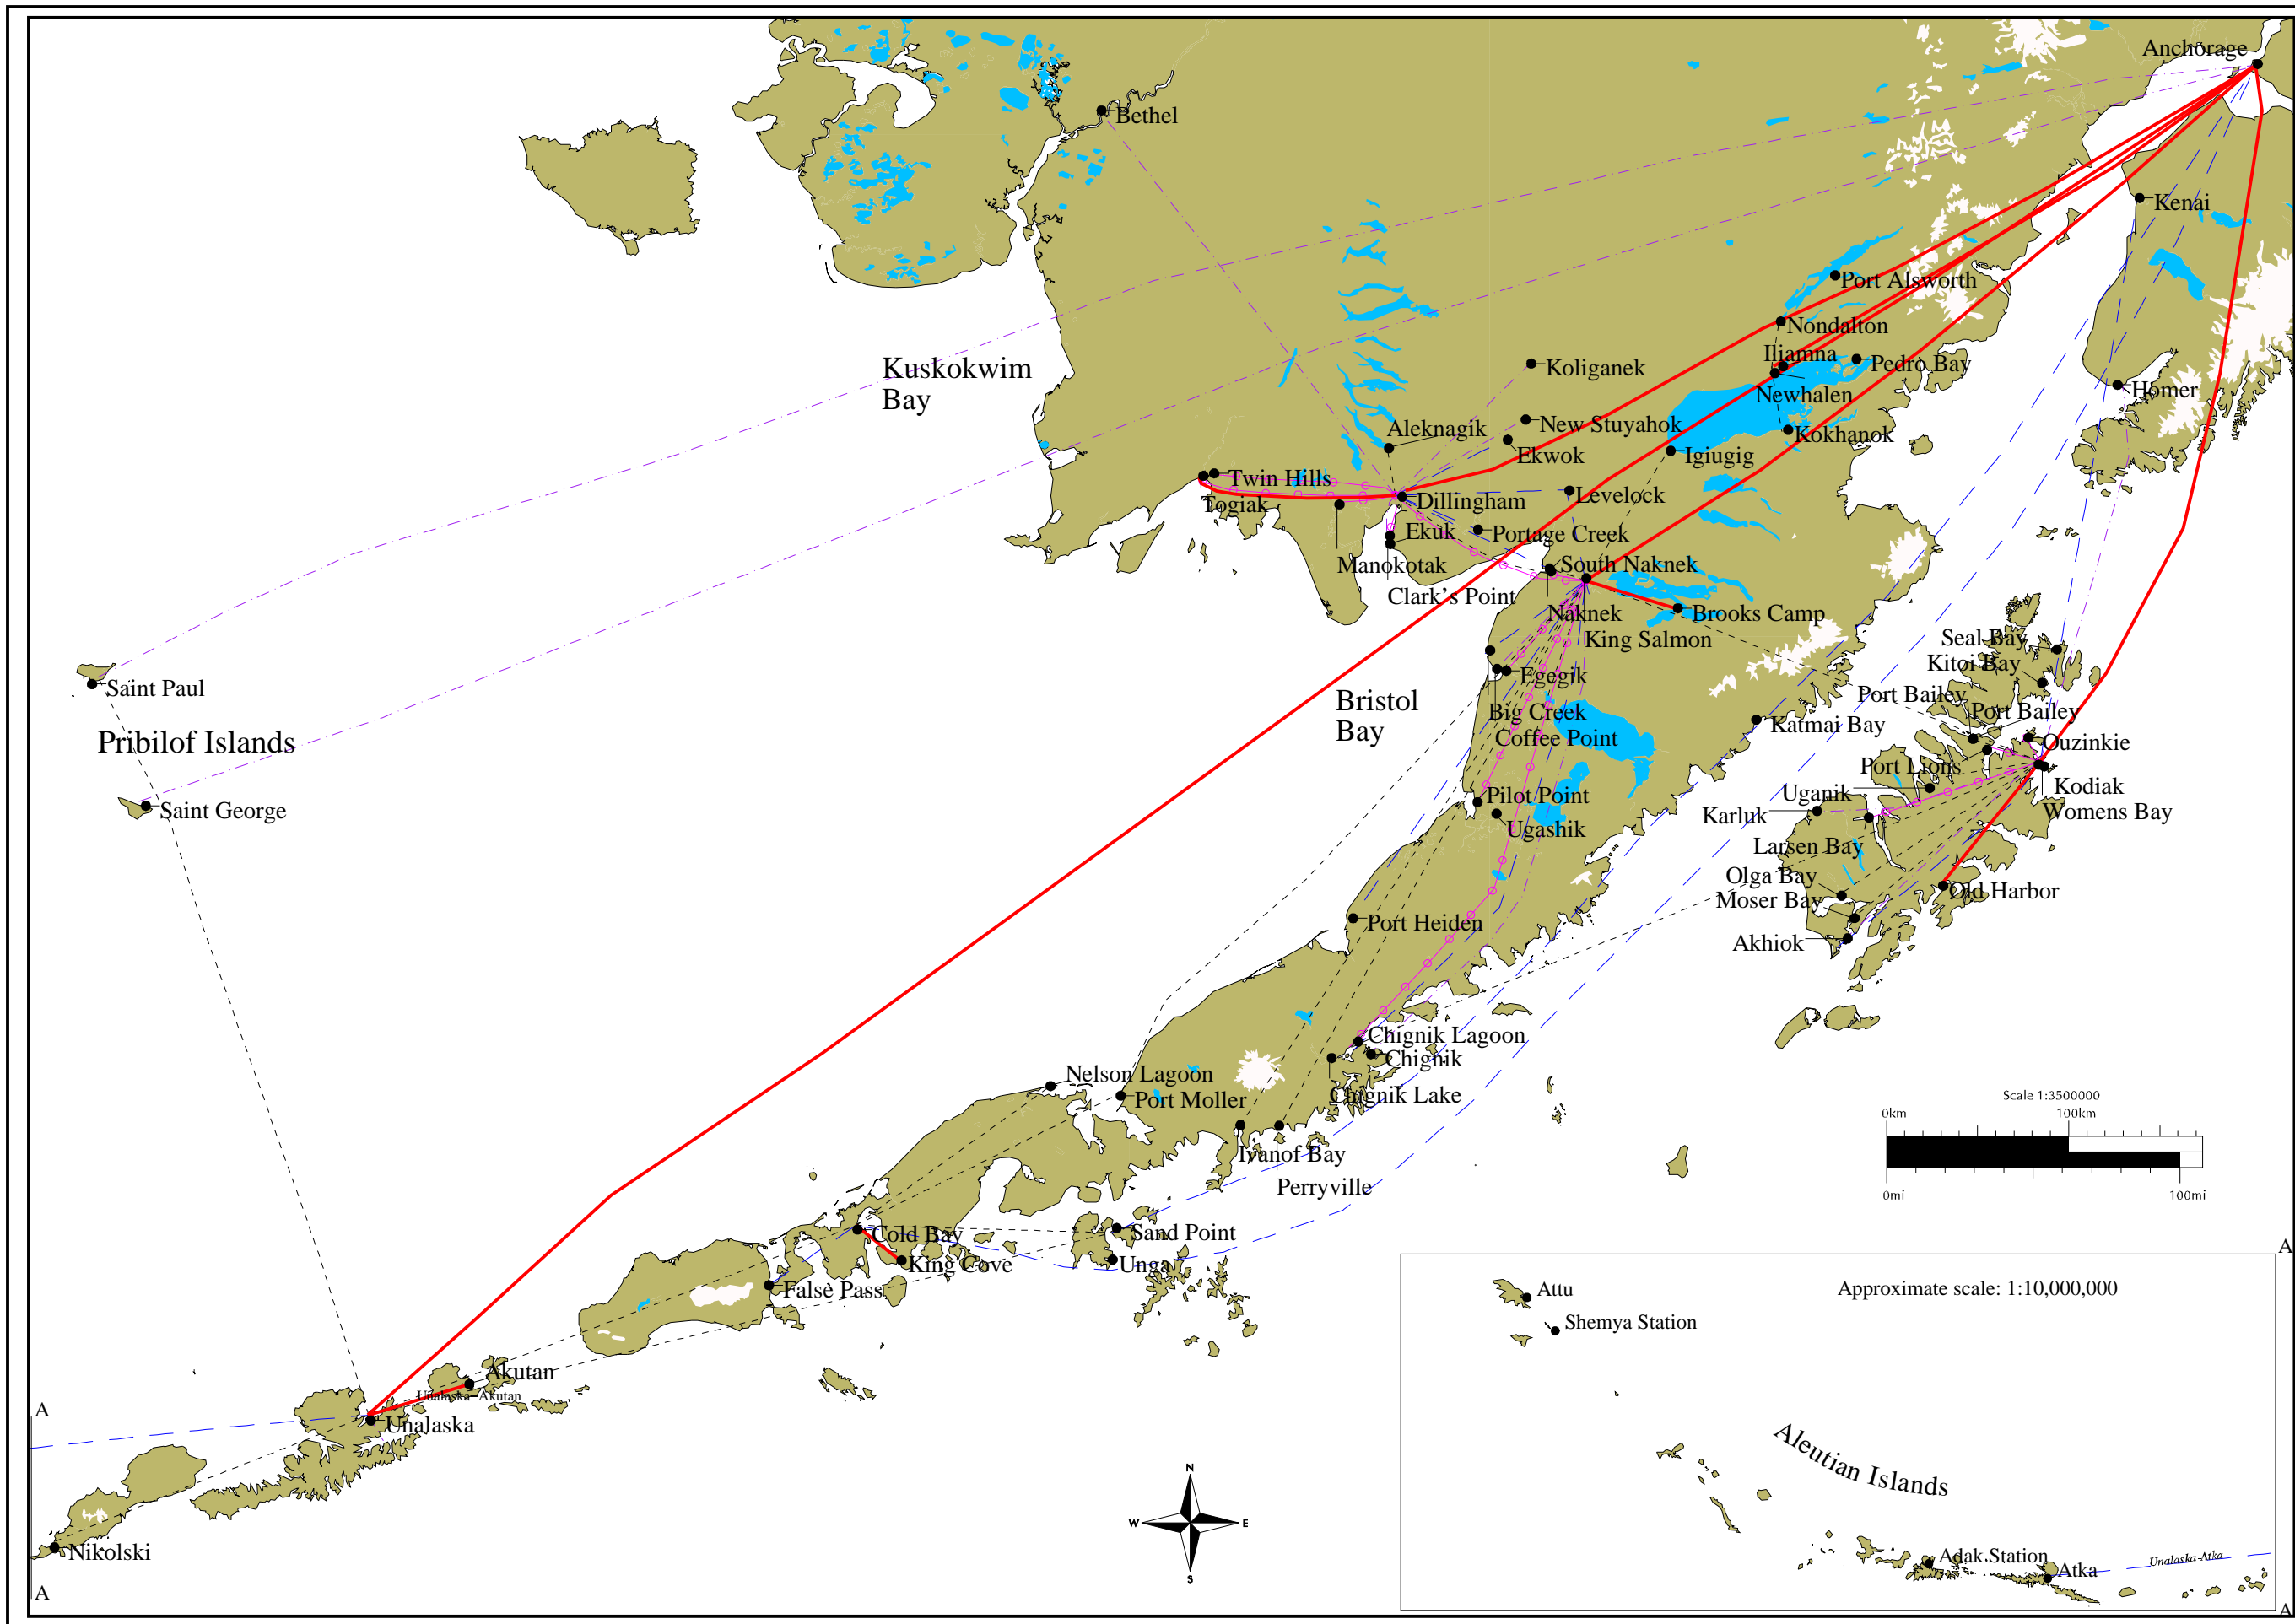 Anchorage
Bethel
Kenai
Port Alsworth
Nondalton
Kuskokwim
Bay
Iliamna
Pedro Bay
Koliganek
Newhalen
Homer
New Stuyahok
Aleknagik
Kokhanok
Ekwok
Igiugig
Twin Hills
Togiak
Dillingham
Levelock
Ekuk
Portage Creek
Manokotak
South Naknek
Clark's Point
Naknek
Brooks Camp
King Salmon
Seal Bay
Kitoi Bay
Egegik
Saint Paul
Port Bailey
Bristol
Bay
Big Creek
Port Bailey
Katmai Bay
Coffee Point
Pribilof Islands
Ouzinkie
Port Lions
Kodiak
Pilot Point
Uganik
Saint George
Karluk
Womens Bay
Ugashik
Larsen Bay
Olga Bay
Old Harbor
Moser Bay
Port Heiden
Akhiok
Chignik Lagoon
Chignik
Nelson Lagoon
Chignik Lake
Port Moller
Scale 1:3500000
0km
100km
Ivanof Bay
Perryville
0mi
100mi
Cold Bay
Sand Point
King Cove
Unga
A
False Pass
Attu
Approximate scale: 1:10,000,000
Shemya Station
Akutan
Unalaska-Akutan
A
Unalaska
Aleutian Islands
N
W
E
S
Nikolski
Adak Station
Atka
Unalaska-Atka
A
A